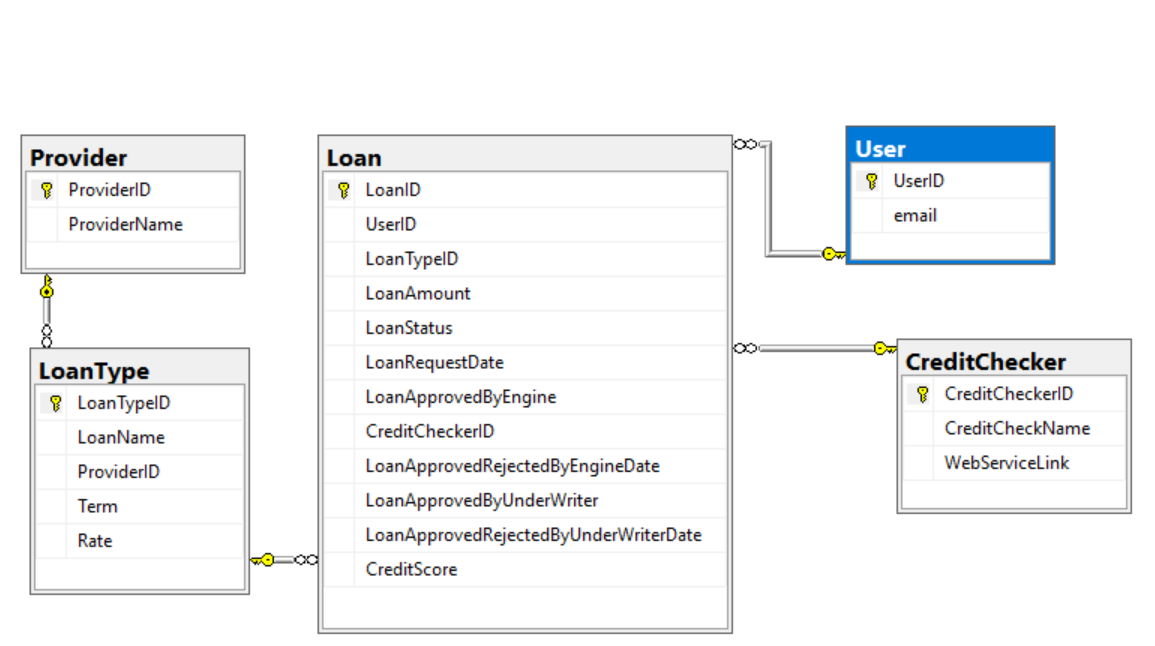 Provider
ProviderID
ProviderName
LoanType
LoanTypeID
LoanName
ProviderID
Term
Rate
Loan
LoanID
UserID
LoanTypeID
LoanAmount
LoanStatus
LoanRequestDate
LoanApprovedByEngine
CreditCheckerID
LoanApprovedRejectedByEngineDate
LoanApprovedByUnderWriter
LoanApprovedRejectedByUnderWriterDate
CreditScore
User
UserID
email
CreditChecker
CreditCheckerID
CreditCheckName
WebServiceLink